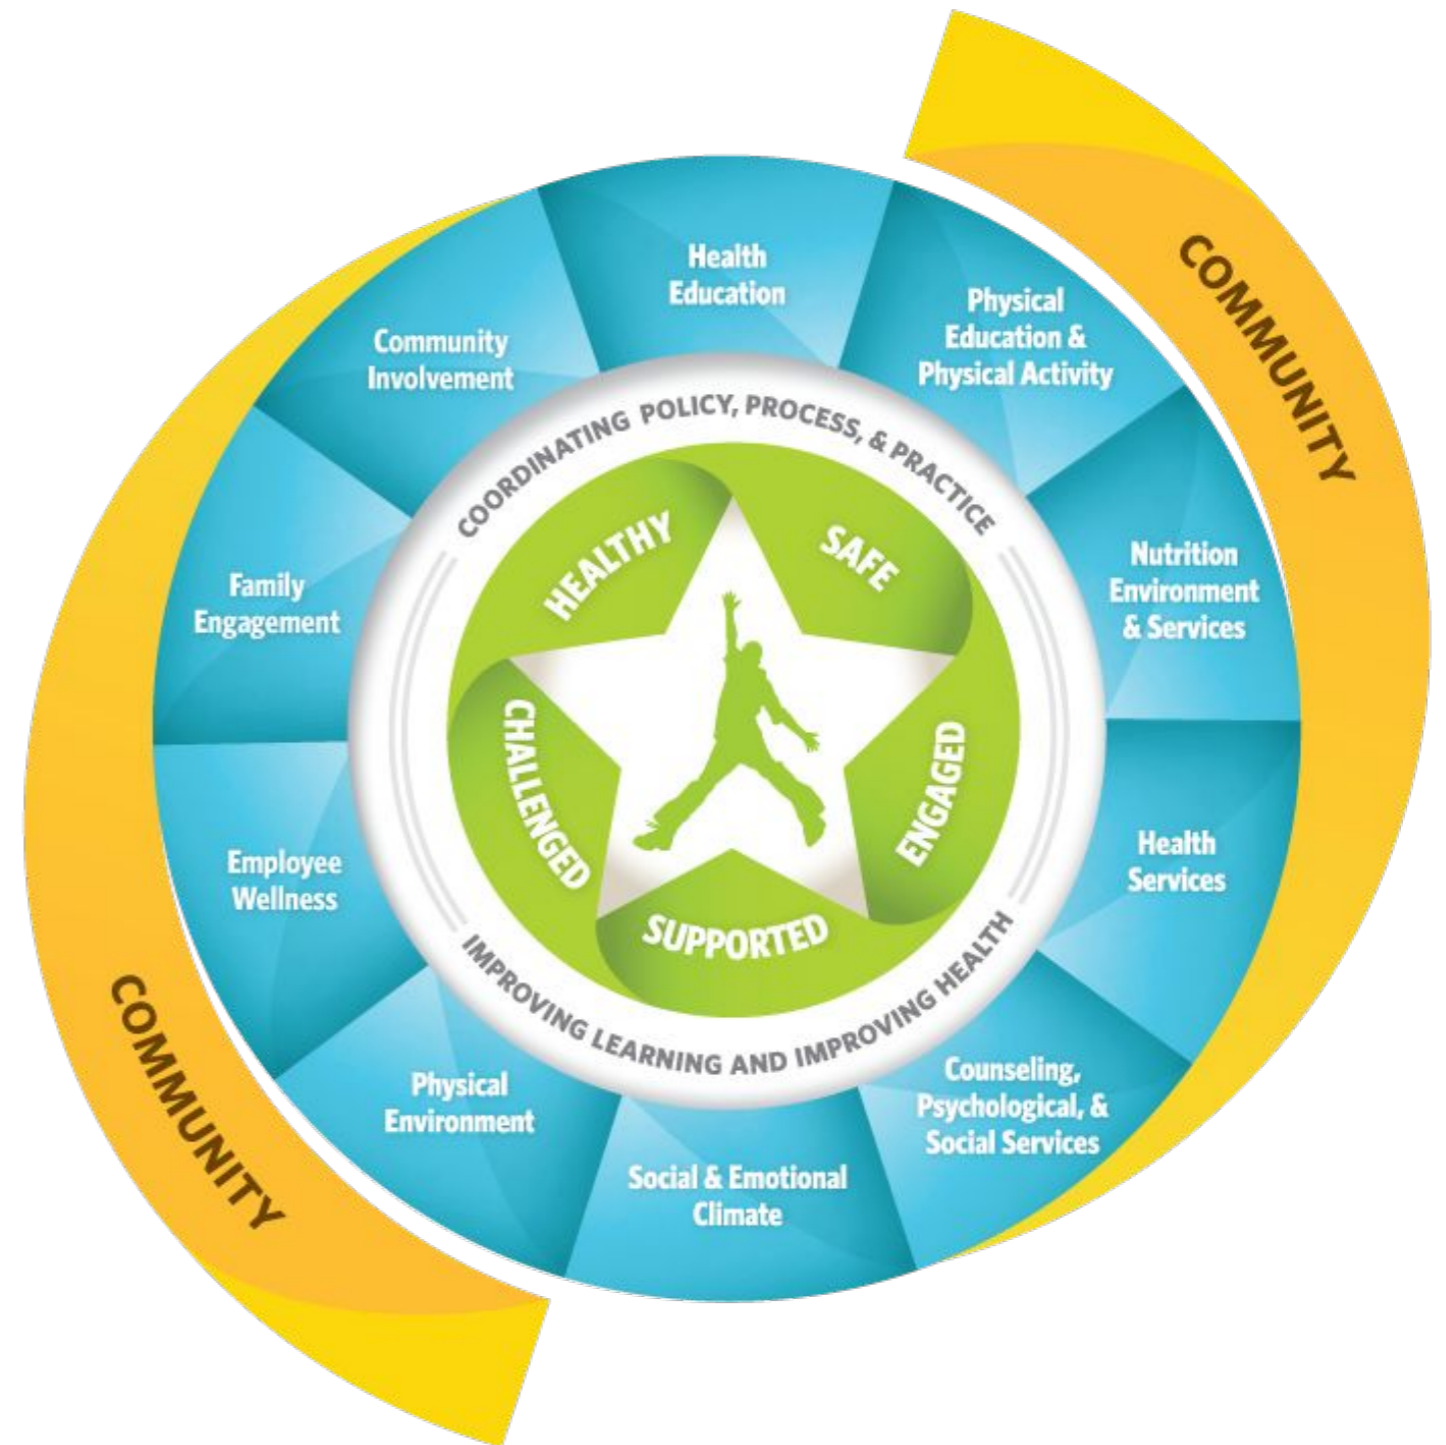 COMMUNITY
Health
Education
Physical
Education &
Physical Activity
Nutrition
Environment
& Services
Health
Services
Counseling,
Psychological, &
Social Services
Social & Emotional
Climate
Physical
Environment
Employee
Wellness
Family
Engagement
Community
Involvement
COORDINATING POLICY, PROCESS, & PRACTICE
IMPROVING LEARNING AND IMPROVING HEALTH
HEALTHY
SAFE
ENGAGED
SUPPORTED
CHALLENGED
COMMUNITY